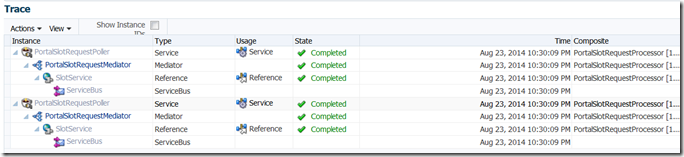 Trace
Actions View Show Instance IDs
Instance Type Usage State Time Composite
PortalSlotRequestPoller Service Service Completed Aug 23, 2014 10:30:09 PM PortalSlotRequestProcessor [1...
PortalSlotRequestMediator Mediator Completed Aug 23, 2014 10:30:09 PM PortalSlotRequestProcessor [1...
SlotService Reference Reference Completed Aug 23, 2014 10:30:09 PM PortalSlotRequestProcessor [1...
ServiceBus ServiceBus Completed Aug 23, 2014 10:30:09 PM
PortalSlotRequestPoller Service Service Completed Aug 23, 2014 10:30:09 PM PortalSlotRequestProcessor [1...
PortalSlotRequestMediator Mediator Completed Aug 23, 2014 10:30:09 PM PortalSlotRequestProcessor [1...
SlotService Reference Reference Completed Aug 23, 2014 10:30:09 PM PortalSlotRequestProcessor [1...
ServiceBus ServiceBus Completed Aug 23, 2014 10:30:09 PM